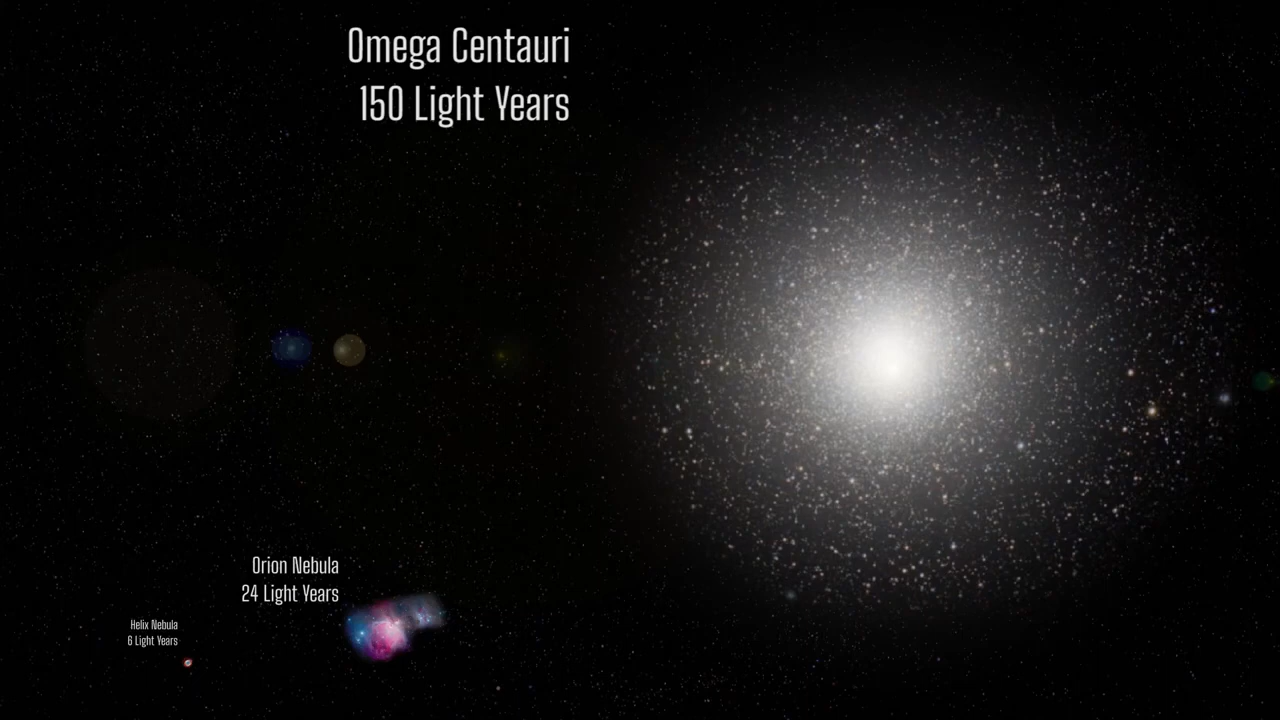 Omega Centauri
150 Light Years
Orion Nebula
24 Light Years
Helix Nebula
6 Light Years